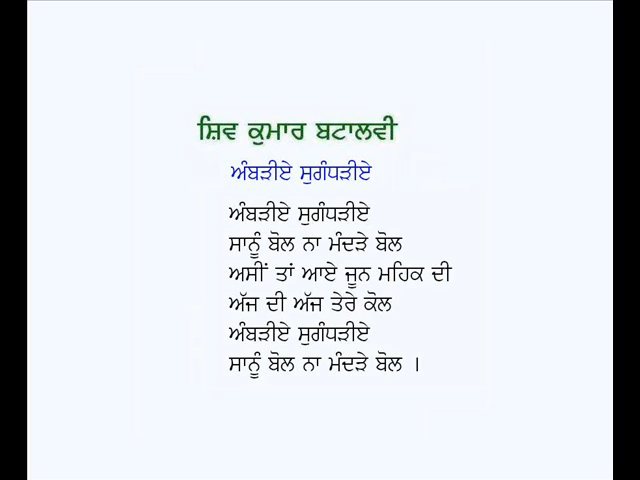 ਸ਼ਿਵ ਕੁਮਾਰ ਬਟਾਲਵੀ
ਅੰਬੜੀਏ ਸੁਗੰਧੜੀਏ
ਅੰਬੜੀਏ ਸੁਗੰਧੜੀਏ
ਸਾਨੂੰ ਬੋਲ ਨਾ ਮੰਦੜੇ ਬੋਲ
ਅਸੀਂ ਤਾਂ ਆਏ ਜੂਨ ਮਹਿਕ ਦੀ
ਅੱਜ ਦੀ ਅੱਜ ਤੇਰੇ ਕੋਲ
ਅੰਬੜੀਏ ਸੁਗੰਧੜੀਏ
ਸਾਨੂੰ ਬੋਲ ਨਾ ਮੰਦੜੇ ਬੋਲ ।